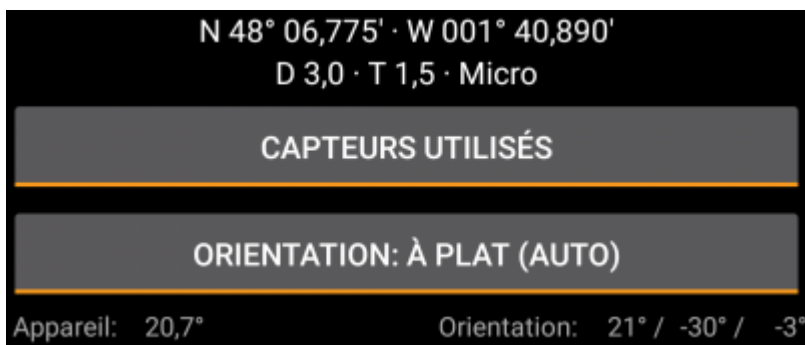 N 48° 06,775' · W 001° 40,890'
D 3,0 · T 1,5 · Micro
CAPTEURS UTILISÉS
ORIENTATION: À PLAT (AUTO)
Appareil: 20,7° Orientation: 21° / -30° / -3°